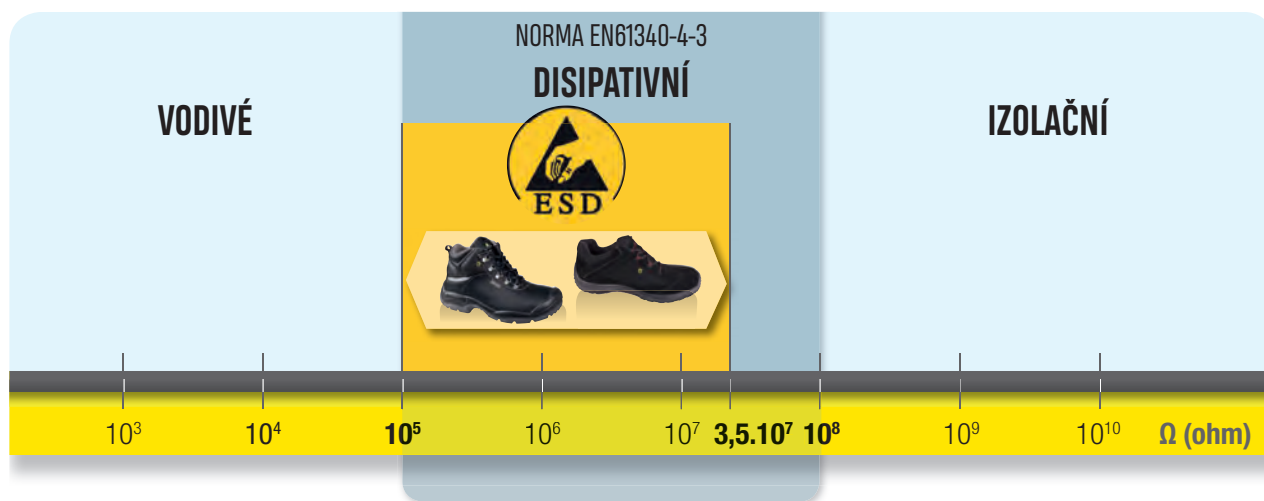 NORMA EN61340-4-3
DISIPATIVNÍ
VODIVÉ
IZOLAČNÍ
ESD
10³ 10⁴ 10⁵ 10⁶ 10⁷ 3,5.10⁷ 10⁸ 10⁹ 10¹⁰ Ω (ohm)